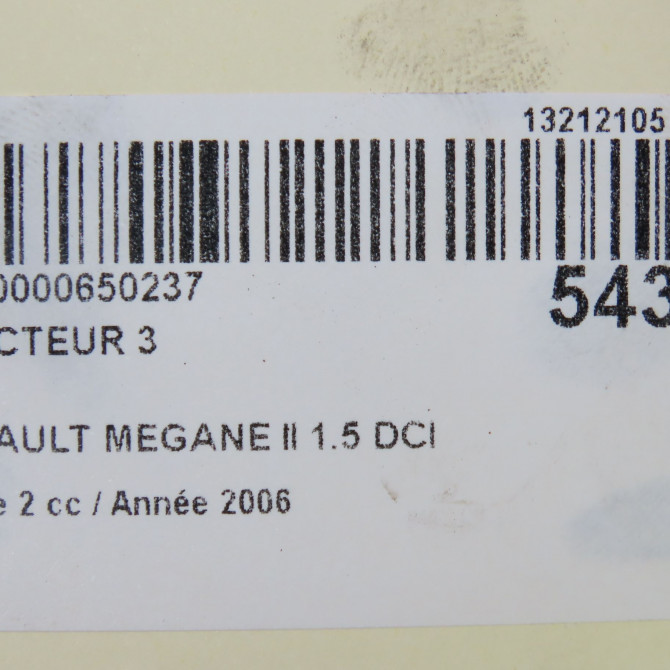 13212105
0000650237
543
CTEUR 3
AULT MEGANE II 1.5 DCI
e 2 cc / Année 2006